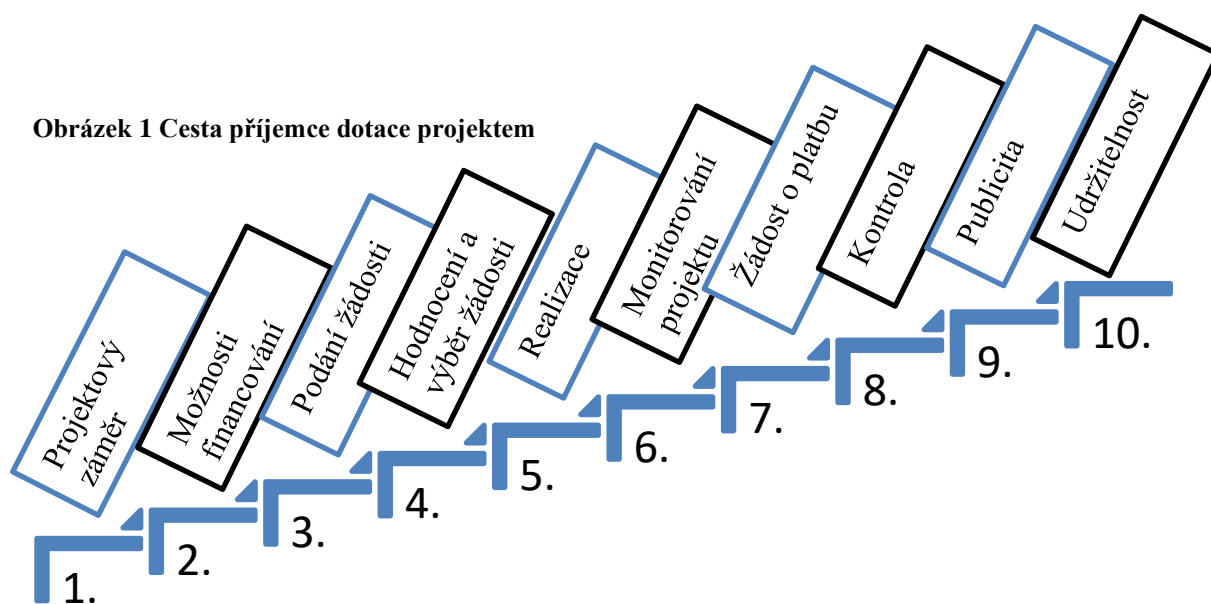 Obrázek 1 Cesta příjemce dotace projektem
Projektový
záměr
Možnosti
financování
Podání žádosti
Hodnocení a
výběr žádosti
Realizace
Monitorování
projektu
Žádost o platbu
Kontrola
Publicita
Udržitelnost
1.
2.
3.
4.
5.
6.
7.
8.
9.
10.